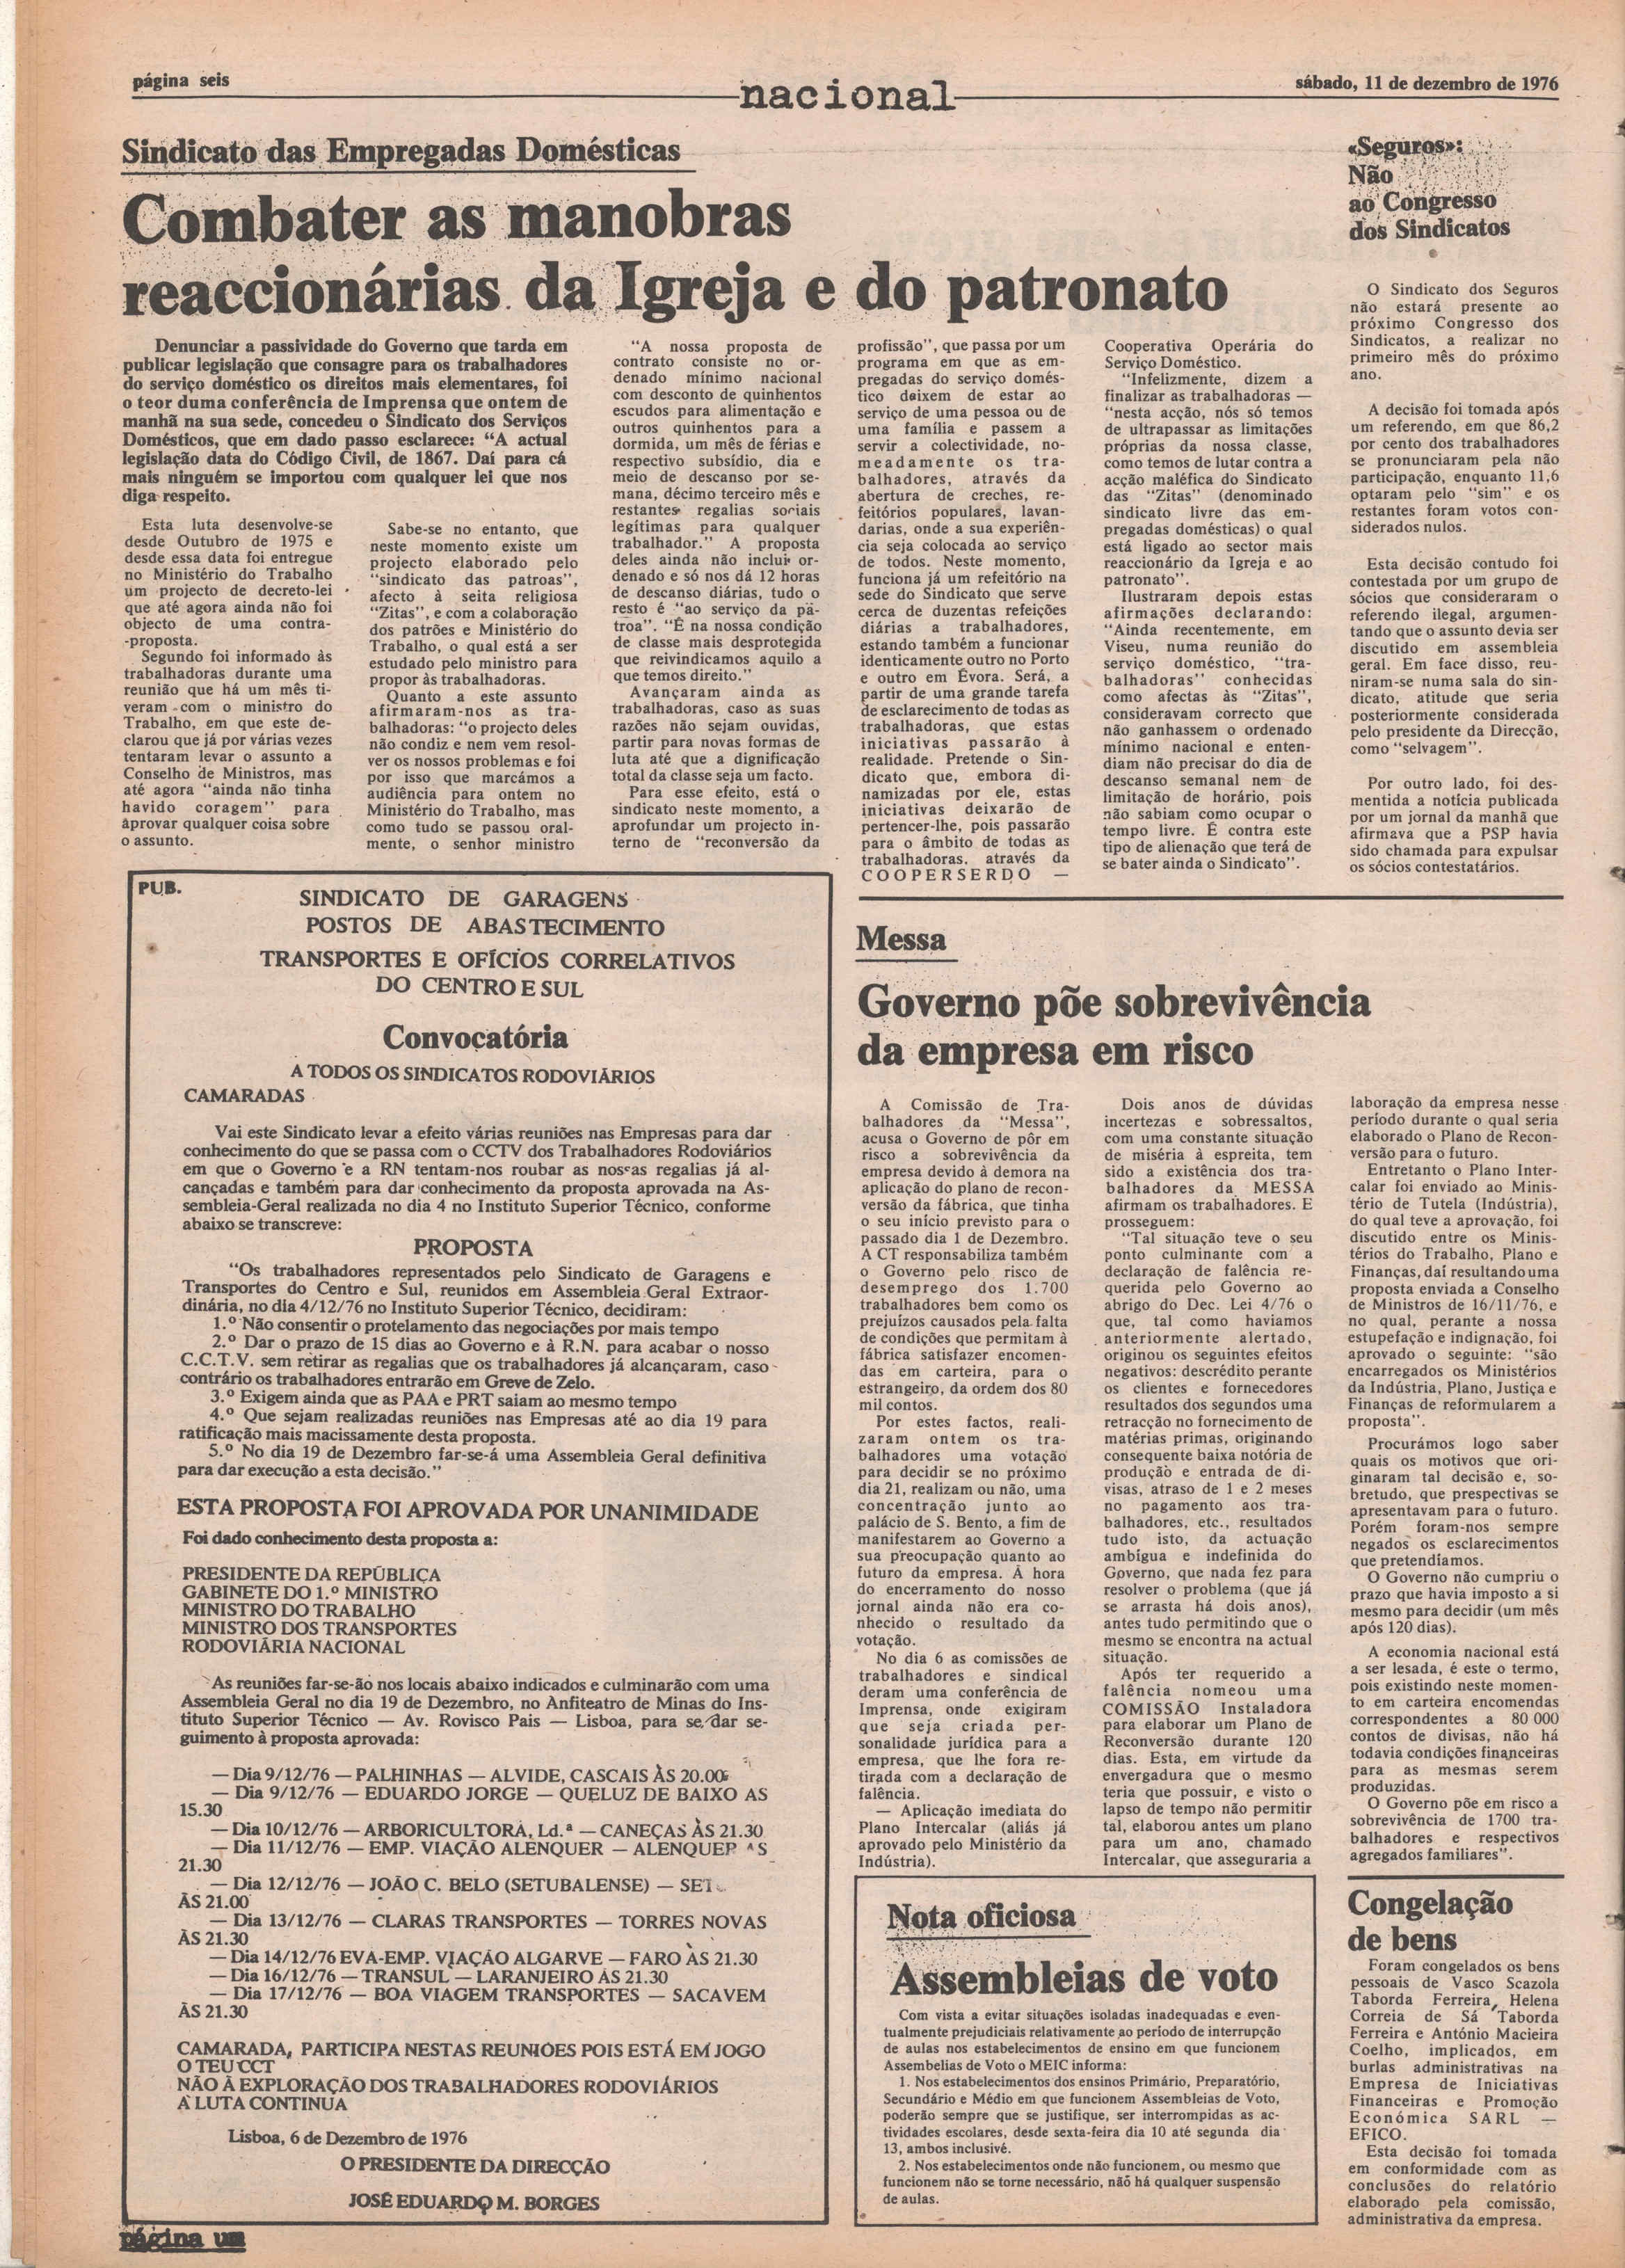 página seis
nacional
sábado, 11 de dezembro de 1976
Sindicato das Empregadas Domésticas
Combater as manobras
reaccionárias da Igreja e do patronato
Denunciar a passividade do Governo que tarda em
publicar legislação que consagre para os trabalhadores
do serviço doméstico os direitos mais elementares, foi
o teor duma conferência de Imprensa que ontem de
manhã na sua sede, concedeu o Sindicato dos Serviços
Domésticos, que em dado passo esclarece: "A actual
legislação data do Código Civil, de 1867. Daí para cá
mais ninguém se importou com qualquer lei que nos
diga respeito.
Esta luta desenvolve-se
desde Outubro de 1975 e
desde essa data foi entregue
no Ministério do Trabalho
um projecto de decreto-lei
que até agora ainda não foi
objecto de uma contra-
-proposta.
Segundo foi informado às
trabalhadoras durante uma
reunião que há um mês ti-
veram com o ministro do
Trabalho, em que este de-
clarou que já por várias vezes
tentaram levar o assunto a
Conselho de Ministros, mas
até agora "ainda não tinha
havido coragem" para
aprovar qualquer coisa sobre
o assunto.
Sabe-se no entanto, que
neste momento existe um
projecto elaborado pelo
"sindicato das patroas",
afecto à seita religiosa
"Zitas", e com a colaboração
dos patrões e Ministério do
Trabalho, o qual está a ser
estudado pelo ministro para
propor às trabalhadoras.
Quanto a este assunto
afirmaram-nos as tra-
balhadoras: "o projecto deles
não condiz e nem vem resol-
ver os nossos problemas e foi
por isso que marcámos a
audiência para ontem no
Ministério do Trabalho, mas
como tudo se passou oral-
mente, o senhor ministro
"A nossa proposta de
contrato consiste no or-
denado mínimo nacional
com desconto de quinhentos
escudos para alimentação e
outros quinhentos para a
dormida, um mês de férias e
respectivo subsídio, dia e
meio de descanso por se-
mana, décimo terceiro mês e
restantes regalias sociais
legítimas para qualquer
trabalhador." A proposta
deles ainda não inclui or-
denado e só nos dá 12 horas
de descanso diárias, tudo o
resto é "ao serviço da pa-
troa". "É na nossa condição
de classe mais desprotegida
que reivindicamos aquilo a
que temos direito."
Avançaram ainda as
trabalhadoras, caso as suas
razões não sejam ouvidas,
partir para novas formas de
luta até que a dignificação
total da classe seja um facto.
Para esse efeito, está o
sindicato neste momento, a
aprofundar um projecto in-
terno de "reconversão da
profissão", que passa por um
programa em que as em-
pregadas do serviço domés-
tico deixem de estar ao
serviço de uma pessoa ou de
uma família e passem a
servir a colectividade, no-
meadamente os tra-
balhadores, através da
abertura de creches, re-
feitórios populares, lavan-
darias, onde a sua experiên-
cia seja colocada ao serviço
de todos. Neste momento,
funciona já um refeitório na
sede do Sindicato que serve
cerca de duzentas refeições
diárias a trabalhadores,
estando também a funcionar
identicamente outro no Porto
e outro em Évora. Será, a
partir de uma grande tarefa
de esclarecimento de todas as
trabalhadoras, que estas
iniciativas passarão à
realidade. Pretende o Sin-
dicato que, embora di-
namizadas por ele, estas
iniciativas deixarão de
pertencer-lhe, pois passarão
para o âmbito de todas as
trabalhadoras, através da
COOPERSERDO —
Cooperativa Operária do
Serviço Doméstico.
"Infelizmente, dizem a
finalizar as trabalhadoras —
"nesta acção, nós só temos
de ultrapassar as limitações
próprias da nossa classe,
como temos de lutar contra a
acção maléfica do Sindicato
das "Zitas" (denominado
sindicato livre das em-
pregadas domésticas) o qual
está ligado ao sector mais
reaccionário da Igreja e ao
patronato".
Ilustraram depois estas
afirmações declarando:
"Ainda recentemente, em
Viseu, numa reunião do
serviço doméstico, "tra-
balhadoras" conhecidas
como afectas às "Zitas",
consideravam correcto que
não ganhassem o ordenado
mínimo nacional e enten-
diam não precisar do dia de
descanso semanal nem de
limitação de horário, pois
não sabiam como ocupar o
tempo livre. É contra este
tipo de alienação que terá de
se bater ainda o Sindicato".
«Seguros»:
Não
ao Congresso
dos Sindicatos
O Sindicato dos Seguros
não estará presente ao
próximo Congresso dos
Sindicatos, a realizar no
primeiro mês do próximo
ano.
A decisão foi tomada após
um referendo, em que 86,2
por cento dos trabalhadores
se pronunciaram pela não
participação, enquanto 11,6
optaram pelo "sim" e os
restantes foram votos con-
siderados nulos.
Esta decisão contudo foi
contestada por um grupo de
sócios que consideraram o
referendo ilegal, argumen-
tando que o assunto devia ser
discutido em assembleia
geral. Em face disso, reu-
niram-se numa sala do sin-
dicato, atitude que seria
posteriormente considerada
pelo presidente da Direcção,
como "selvagem".
Por outro lado, foi des-
mentida a notícia publicada
por um jornal da manhã que
afirmava que a PSP havia
sido chamada para expulsar
os sócios contestatários.
PUB.
SINDICATO DE GARAGENS
POSTOS DE ABASTECIMENTO
TRANSPORTES E OFÍCIOS CORRELATIVOS
DO CENTRO E SUL
Convocatória
A TODOS OS SINDICATOS RODOVIÁRIOS
CAMARADAS
Vai este Sindicato levar a efeito várias reuniões nas Empresas para dar
conhecimento do que se passa com o CCTV dos Trabalhadores Rodoviários
em que o Governo e a RN tentam-nos roubar as nossas regalias já al-
cançadas e também para dar conhecimento da proposta aprovada na As-
sembleia-Geral realizada no dia 4 no Instituto Superior Técnico, conforme
abaixo se transcreve:
PROPOSTA
"Os trabalhadores representados pelo Sindicato de Garagens e
Transportes do Centro e Sul, reunidos em Assembleia Geral Extraor-
dinária, no dia 4/12/76 no Instituto Superior Técnico, decidiram:
1.º Não consentir o protelamento das negociações por mais tempo
2.º Dar o prazo de 15 dias ao Governo e à R.N. para acabar o nosso
C.C.T.V. sem retirar as regalias que os trabalhadores já alcançaram, caso
contrário os trabalhadores entrarão em Greve de Zelo.
3.º Exigem ainda que as PAA e PRT saiam ao mesmo tempo
4.º Que sejam realizadas reuniões nas Empresas até ao dia 19 para
ratificação mais macissamente desta proposta.
5.º No dia 19 de Dezembro far-se-á uma Assembleia Geral definitiva
para dar execução a esta decisão."
ESTA PROPOSTA FOI APROVADA POR UNANIMIDADE
Foi dado conhecimento desta proposta a:
PRESIDENTE DA REPÚBLICA
GABINETE DO 1.º MINISTRO
MINISTRO DO TRABALHO
MINISTRO DOS TRANSPORTES
RODOVIÁRIA NACIONAL
As reuniões far-se-ão nos locais abaixo indicados e culminarão com uma
Assembleia Geral no dia 19 de Dezembro, no Anfiteatro de Minas do Ins-
tituto Superior Técnico — Av. Rovisco Pais — Lisboa, para se dar se-
guimento à proposta aprovada:
— Dia 9/12/76 — PALHINHAS — ALVIDE, CASCAIS ÀS 20.00
— Dia 9/12/76 — EDUARDO JORGE — QUELUZ DE BAIXO AS
15.30
— Dia 10/12/76 — ARBORICULTORA, Ld.ª — CANEÇAS ÀS 21.30
— Dia 11/12/76 — EMP. VIAÇÃO ALENQUER — ALENQUER AS
21.30
— Dia 12/12/76 — JOÃO C. BELO (SETUBALENSE) —
ÀS 21.00
— Dia 13/12/76 — CLARAS TRANSPORTES — TORRES NOVAS
ÀS 21.30
— Dia 14/12/76 EVA-EMP. VIAÇÃO ALGARVE — FARO ÀS 21.30
— Dia 16/12/76 — TRANSUL — LARANJEIRO ÀS 21.30
— Dia 17/12/76 — BOA VIAGEM TRANSPORTES — SACAVEM
ÀS 21.30
CAMARADA, PARTICIPA NESTAS REUNIÕES POIS ESTÁ EM JOGO
O TEU CCT
NÃO À EXPLORAÇÃO DOS TRABALHADORES RODOVIÁRIOS
A LUTA CONTINUA
Lisboa, 6 de Dezembro de 1976
O PRESIDENTE DA DIRECÇÃO
JOSÉ EDUARDO M. BORGES
Messa
Governo põe sobrevivência
da empresa em risco
A Comissão de Tra-
balhadores da "Messa",
acusa o Governo de pôr em
risco a sobrevivência da
empresa devido à demora na
aplicação do plano de recon-
versão da fábrica, que tinha
o seu início previsto para o
passado dia 1 de Dezembro.
A CT responsabiliza também
o Governo pelo risco de
desemprego dos 1.700
trabalhadores bem como os
prejuízos causados pela falta
de condições que permitam à
fábrica satisfazer encomen-
das em carteira, para o
estrangeiro, da ordem dos 80
mil contos.
Por estes factos, reali-
zaram ontem os tra-
balhadores uma votação
para decidir se no próximo
dia 21, realizam ou não, uma
concentração junto ao
palácio de S. Bento, a fim de
manifestarem ao Governo a
sua preocupação quanto ao
futuro da empresa. À hora
do encerramento do nosso
jornal ainda não era co-
nhecido o resultado da
votação.
No dia 6 as comissões de
trabalhadores e sindical
deram uma conferência de
Imprensa, onde exigiram
que seja criada per-
sonalidade jurídica para a
empresa, que lhe fora re-
tirada com a declaração de
falência.
— Aplicação imediata do
Plano Intercalar (aliás já
aprovado pelo Ministério da
Indústria).
Dois anos de dúvidas
incertezas e sobressaltos,
com uma constante situação
de miséria à espreita, tem
sido a existência dos tra-
balhadores da MESSA
afirmam os trabalhadores. E
prosseguem:
"Tal situação teve o seu
ponto culminante com a
declaração de falência re-
querida pelo Governo ao
abrigo do Dec. Lei 4/76 o
que, tal como haviamos
anteriormente alertado,
originou os seguintes efeitos
negativos: descrédito perante
os clientes e fornecedores
resultados dos segundos uma
retracção no fornecimento de
matérias primas, originando
consequente baixa notória de
produção e entrada de di-
visas, atraso de 1 e 2 meses
no pagamento aos tra-
balhadores, etc., resultados
tudo isto, da actuação
ambígua e indefinida do
Governo, que nada fez para
resolver o problema (que já
se arrasta há dois anos),
antes tudo permitindo que o
mesmo se encontra na actual
situação.
Após ter requerido a
falência nomeou uma
COMISSÃO Instaladora
para elaborar um Plano de
Reconversão durante 120
dias. Esta, em virtude da
envergadura que o mesmo
teria que possuir, e visto o
lapso de tempo não permitir
tal, elaborou antes um plano
para um ano, chamado
Intercalar, que asseguraria a
laboração da empresa nesse
período durante o qual seria
elaborado o Plano de Recon-
versão para o futuro.
Entretanto o Plano Inter-
calar foi enviado ao Minis-
tério de Tutela (Indústria),
do qual teve a aprovação, foi
discutido entre os Minis-
térios do Trabalho, Plano e
Finanças, daí resultando uma
proposta enviada a Conselho
de Ministros de 16/11/76, e
no qual, perante a nossa
estupefação e indignação, foi
aprovado o seguinte: "são
encarregados os Ministérios
da Indústria, Plano, Justiça e
Finanças de reformularem a
proposta".
Procurámos logo saber
quais os motivos que ori-
ginaram tal decisão e, so-
bretudo, que prespectivas se
apresentavam para o futuro.
Porém foram-nos sempre
negados os esclarecimentos
que pretendíamos.
O Governo não cumpriu o
prazo que havia imposto a si
mesmo para decidir (um mês
após 120 dias).
A economia nacional está
a ser lesada, é este o termo,
pois existindo neste momen-
to em carteira encomendas
correspondentes a 80 000
contos de divisas, não há
todavia condições financeiras
para as mesmas serem
produzidas.
O Governo põe em risco a
sobrevivência de 1700 tra-
balhadores e respectivos
agregados familiares".
Nota oficiosa
Assembleias de voto
Com vista a evitar situações isoladas inadequadas e even-
tualmente prejudiciais relativamente ao período de interrupção
de aulas nos estabelecimentos de ensino em que funcionem
Assembelias de Voto o MEIC informa:
1. Nos estabelecimentos dos ensinos Primário, Preparatório,
Secundário e Médio em que funcionem Assembleias de Voto,
poderão sempre que se justifique, ser interrompidas as ac-
tividades escolares, desde sexta-feira dia 10 até segunda dia
13, ambos inclusivé.
2. Nos estabelecimentos onde não funcionem, ou mesmo que
funcionem não se torne necessário, não há qualquer suspensão
de aulas.
Congelação
de bens
Foram congelados os bens
pessoais de Vasco Scazola
Taborda Ferreira, Helena
Correia de Sá Taborda
Ferreira e António Macieira
Coelho, implicados, em
burlas administrativas na
Empresa de Iniciativas
Financeiras e Promoção
Económica SARL —
EFICO.
Esta decisão foi tomada
em conformidade com as
conclusões do relatório
elaborado pela comissão,
administrativa da empresa.
página um